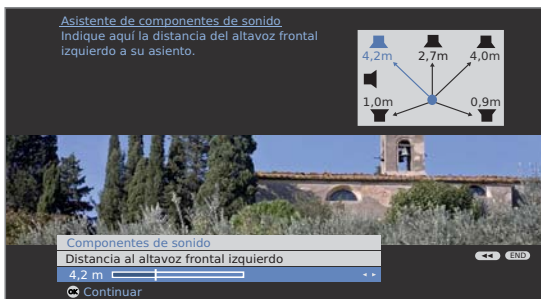 Asistente de componentes de sonido
Indique aquí la distancia del altavoz frontal
izquierdo a su asiento.
4,2m 2,7m 4,0m
1,0m 0,9m
Componentes de sonido
Distancia al altavoz frontal izquierdo
4,2 m
END
OK Continuar